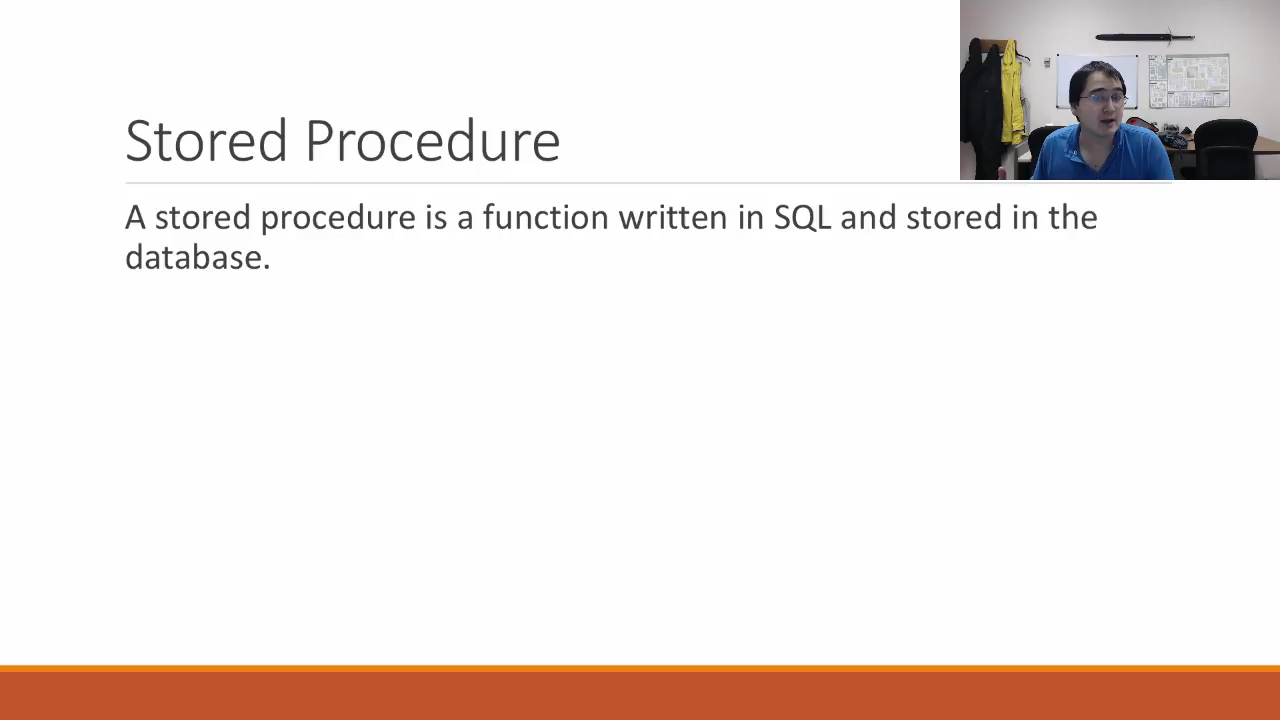 Stored Procedure
A stored procedure is a function written in SQL and stored in the
database.